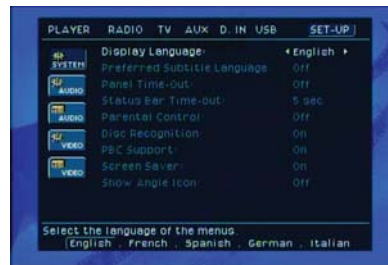 PLAYER RADIO TV AUX D. IN USB SET-UP
SYSTEM
AUDIO
AUDIO
VIDEO
VIDEO
Display Language: English
Preferred Subtitle Language Off
Panel Time-Out: Off
Status Bar Time-out: 5 sec
Parental Control: On
Disc Recognition: On
PBC Support: On
Screen Saver: On
Show Angle Icon: Off
Select the language of the menus.
English , French , Spanish , German , Italian